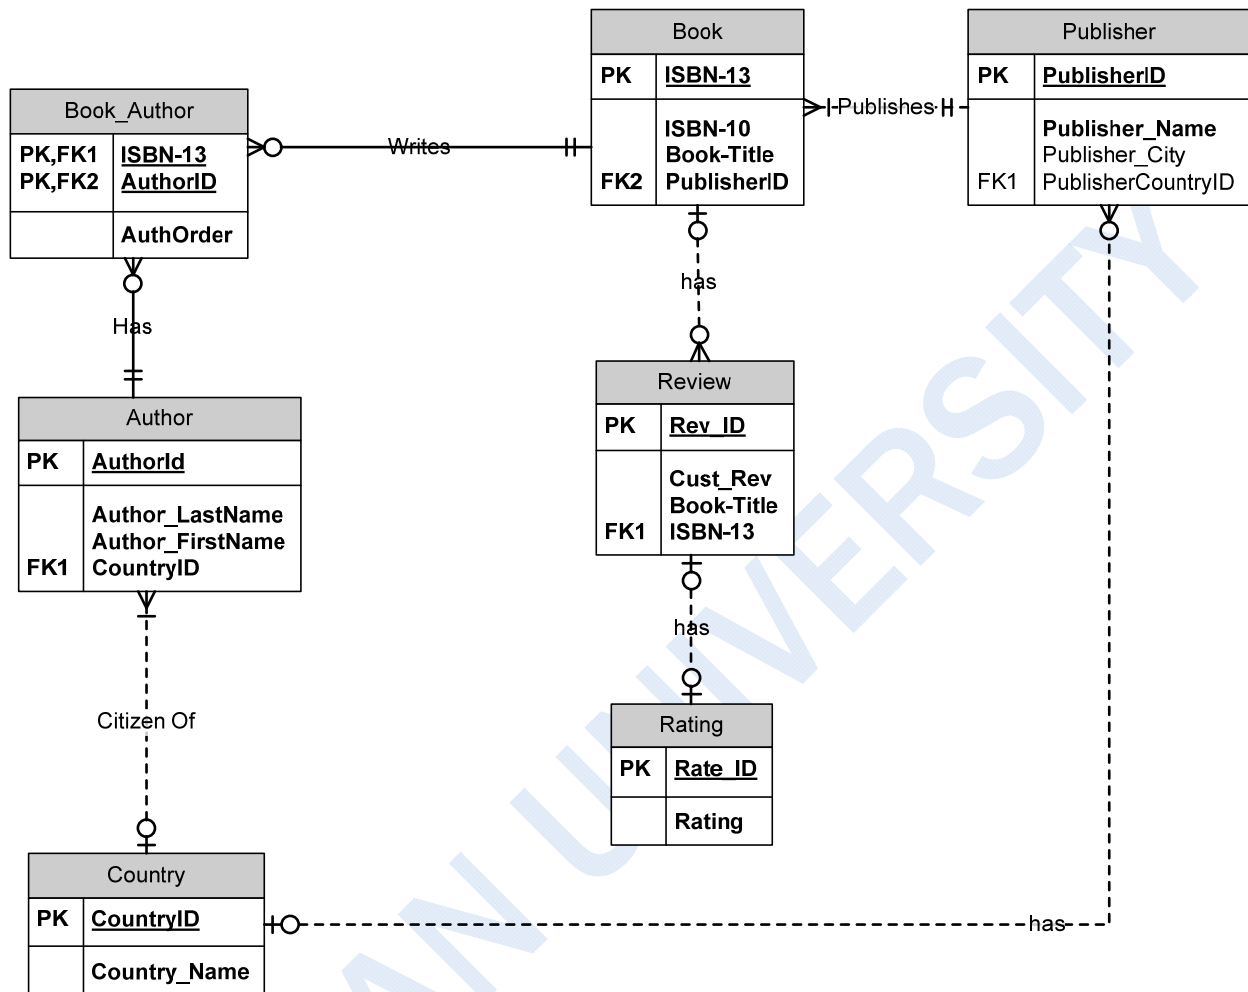 Book
PK ISBN-13
ISBN-10
Book-Title
FK2 PublisherID
Publisher
PK PublisherID
Publisher_Name
Publisher_City
FK1 PublisherCountryID
Publishes
Book_Author
PK,FK1 ISBN-13
PK,FK2 AuthorID
AuthOrder
Writes
has
Has
Review
PK Rev_ID
Cust_Rev
Book-Title
FK1 ISBN-13
Author
PK AuthorId
Author_LastName
Author_FirstName
FK1 CountryID
has
Citizen Of
Rating
PK Rate_ID
Rating
Country
PK CountryID
Country_Name
has
AN UNIVERSITY